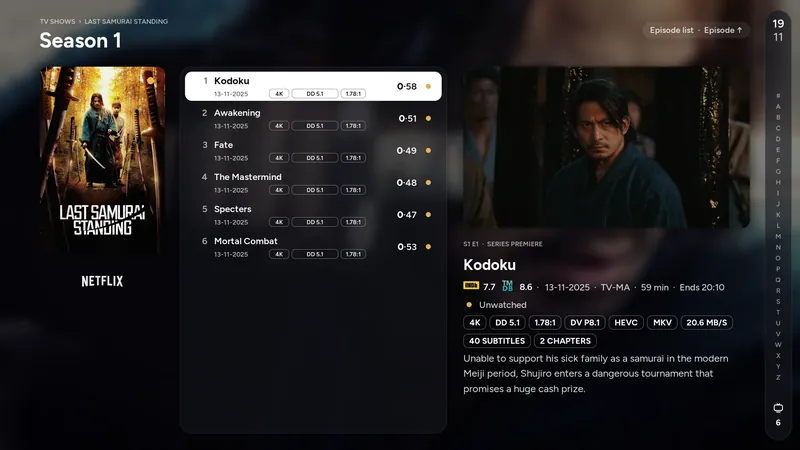 TV SHOWS › LAST SAMURAI STANDING
Season 1
Episode list · Episode ↑
19
11
LAST SAMURAI
STANDING
NETFLIX
1 Kodoku
13-11-2025 4K DD 5.1 1.78:1
0:58
2 Awakening
13-11-2025 4K DD 5.1 1.78:1
0:51
3 Fate
13-11-2025 4K DD 5.1 1.78:1
0:49
4 The Mastermind
13-11-2025 4K DD 5.1 1.78:1
0:48
5 Specters
13-11-2025 4K DD 5.1 1.78:1
0:47
6 Mortal Combat
13-11-2025 4K DD 5.1 1.78:1
0:53
S1 E1 · SERIES PREMIERE
Kodoku
IMDb 7.7 TMDB 8.6 · 13-11-2025 · TV-MA · 59 min · Ends 20:10
Unwatched
4K DD 5.1 1.78:1 DV P8.1 HEVC MKV 20.6 MB/S
40 SUBTITLES 2 CHAPTERS
Unable to support his sick family as a samurai in the modern
Meiji period, Shujiro enters a dangerous tournament that
promises a huge cash prize.
#
A
B
C
D
E
F
G
H
I
J
K
L
M
N
O
P
Q
R
S
T
U
V
W
X
Y
Z
6